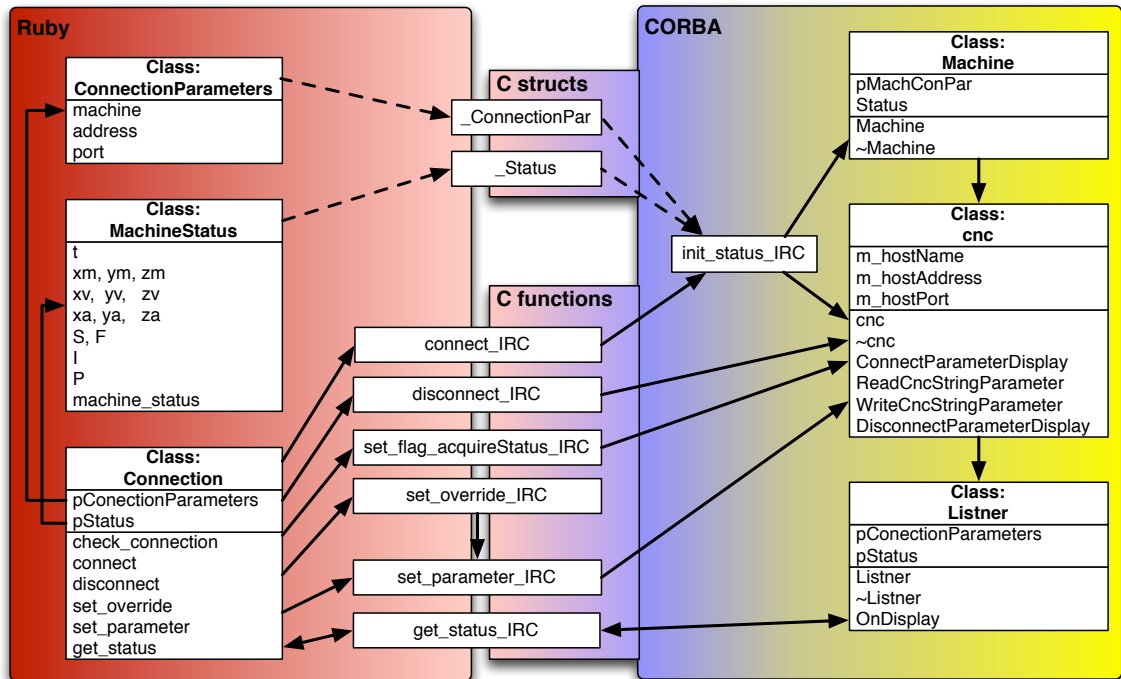 Ruby
Class:
ConnectionParameters
machine
address
port
Class:
MachineStatus
t
xm, ym, zm
xv, yv, zv
xa, ya, za
S, F
I
P
machine_status
Class:
Connection
pConectionParameters
pStatus
check_connection
connect
disconnect
set_override
set_parameter
get_status
C structs
_ConnectionPar
_Status
C functions
connect_IRC
disconnect_IRC
set_flag_acquireStatus_IRC
set_override_IRC
set_parameter_IRC
get_status_IRC
CORBA
init_status_IRC
Class:
Machine
pMachConPar
Status
Machine
~Machine
Class:
cnc
m_hostName
m_hostAddress
m_hostPort
cnc
~cnc
ConnectParameterDisplay
ReadCncStringParameter
WriteCncStringParameter
DisconnectParameterDisplay
Class:
Listner
pConectionParameters
pStatus
Listner
~Listner
OnDisplay